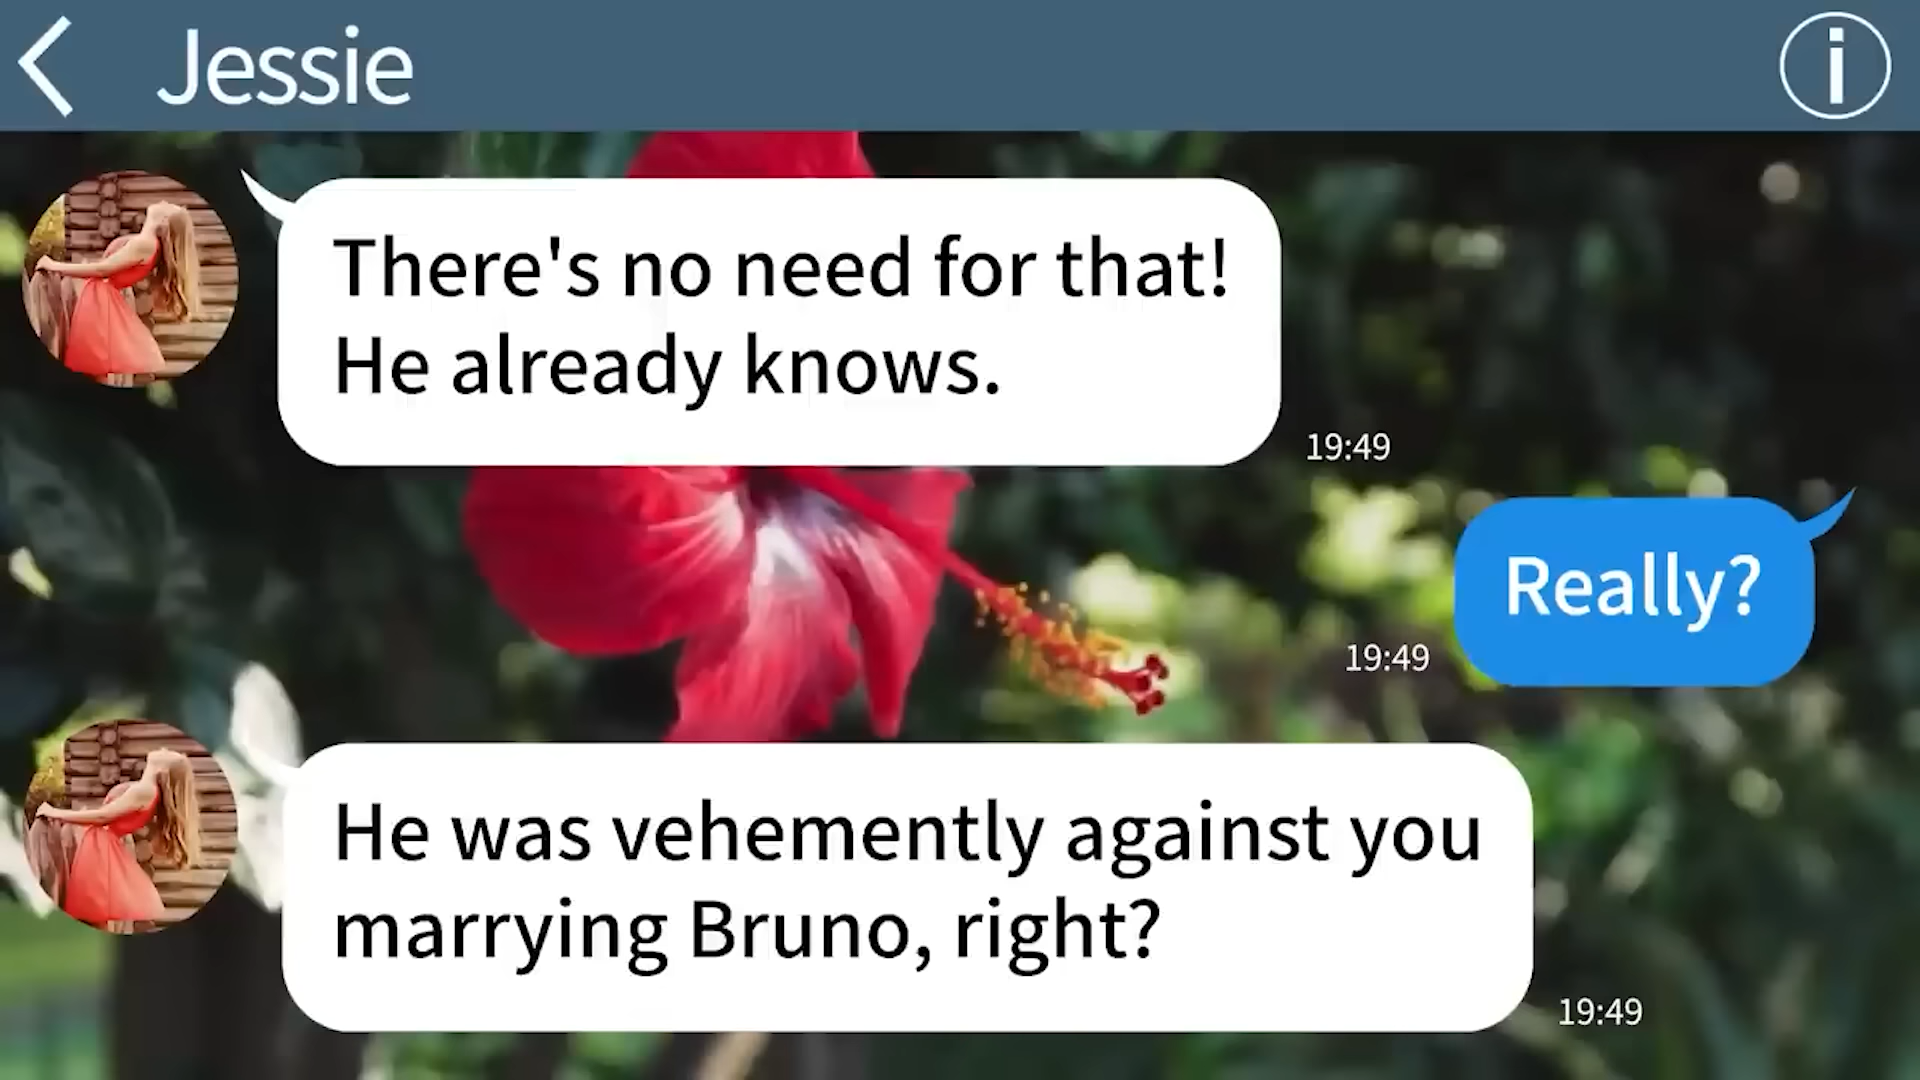 Jessie
There's no need for that!
He already knows.
19:49
Really?
19:49
He was vehemently against you
marrying Bruno, right?
19:49